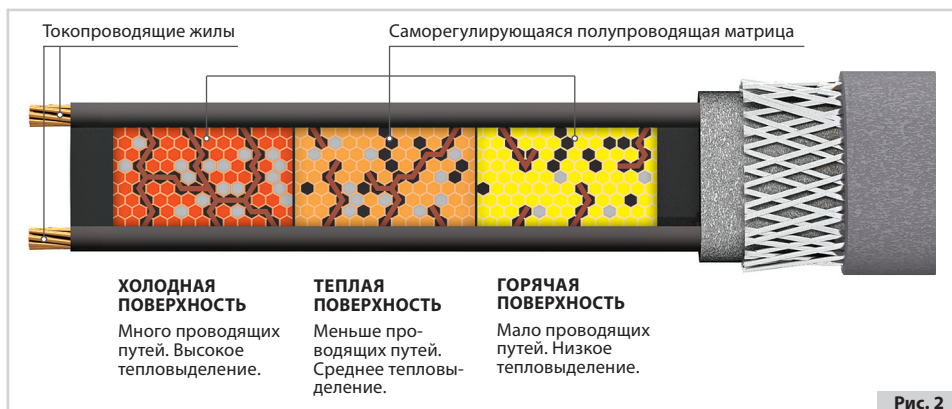 Токопроводящие жилы
Саморегулирующаяся полупроводящая матрица
ХОЛОДНАЯ
ПОВЕРХНОСТЬ
Много проводящих
путей. Высокое
тепловыделение.
ТЕПЛАЯ
ПОВЕРХНОСТЬ
Меньше про-
водящих путей.
Среднее тепловы-
деление.
ГОРЯЧАЯ
ПОВЕРХНОСТЬ
Мало проводящих
путей. Низкое
тепловыделение.
Рис. 2